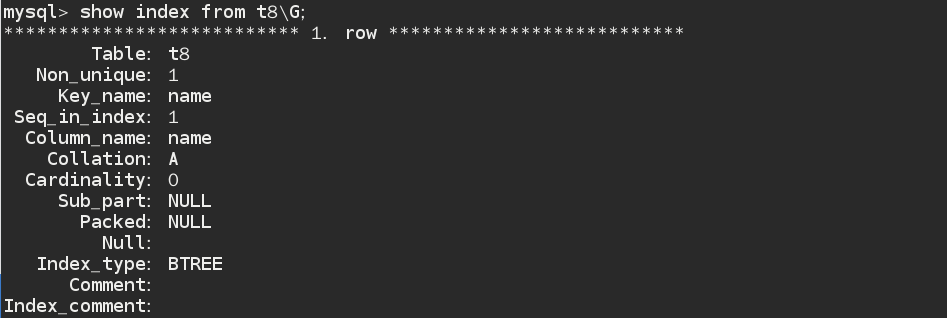 mysql> show index from t8\G;
*************************** 1. row ***************************
Table: t8
Non_unique: 1
Key_name: name
Seq_in_index: 1
Column_name: name
Collation: A
Cardinality: 0
Sub_part: NULL
Packed: NULL
Null:
Index_type: BTREE
Comment:
Index_comment: